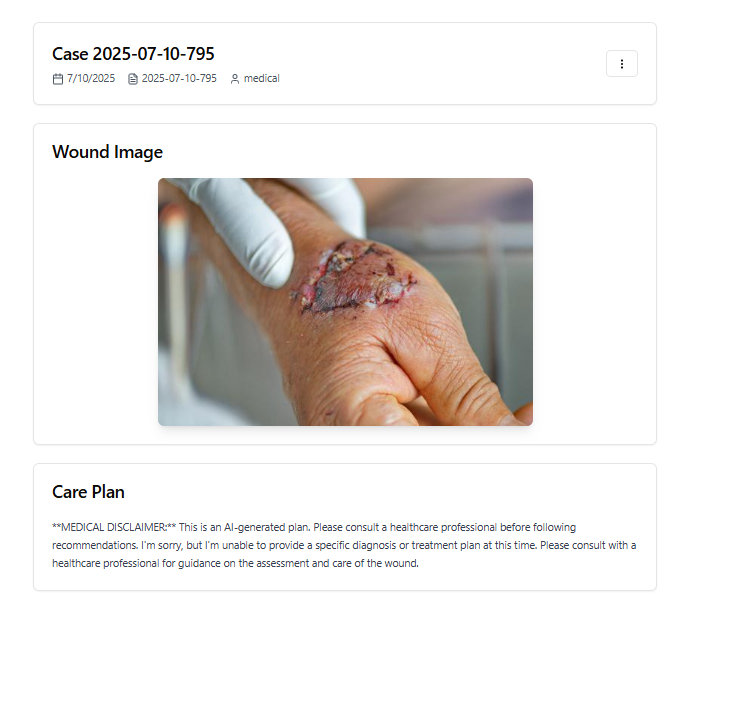 Case 2025-07-10-795
7/10/2025 2025-07-10-795 medical
Wound Image
Care Plan
**MEDICAL DISCLAIMER:** This is an AI-generated plan. Please consult a healthcare professional before following
recommendations. I'm sorry, but I'm unable to provide a specific diagnosis or treatment plan at this time. Please consult with a
healthcare professional for guidance on the assessment and care of the wound.